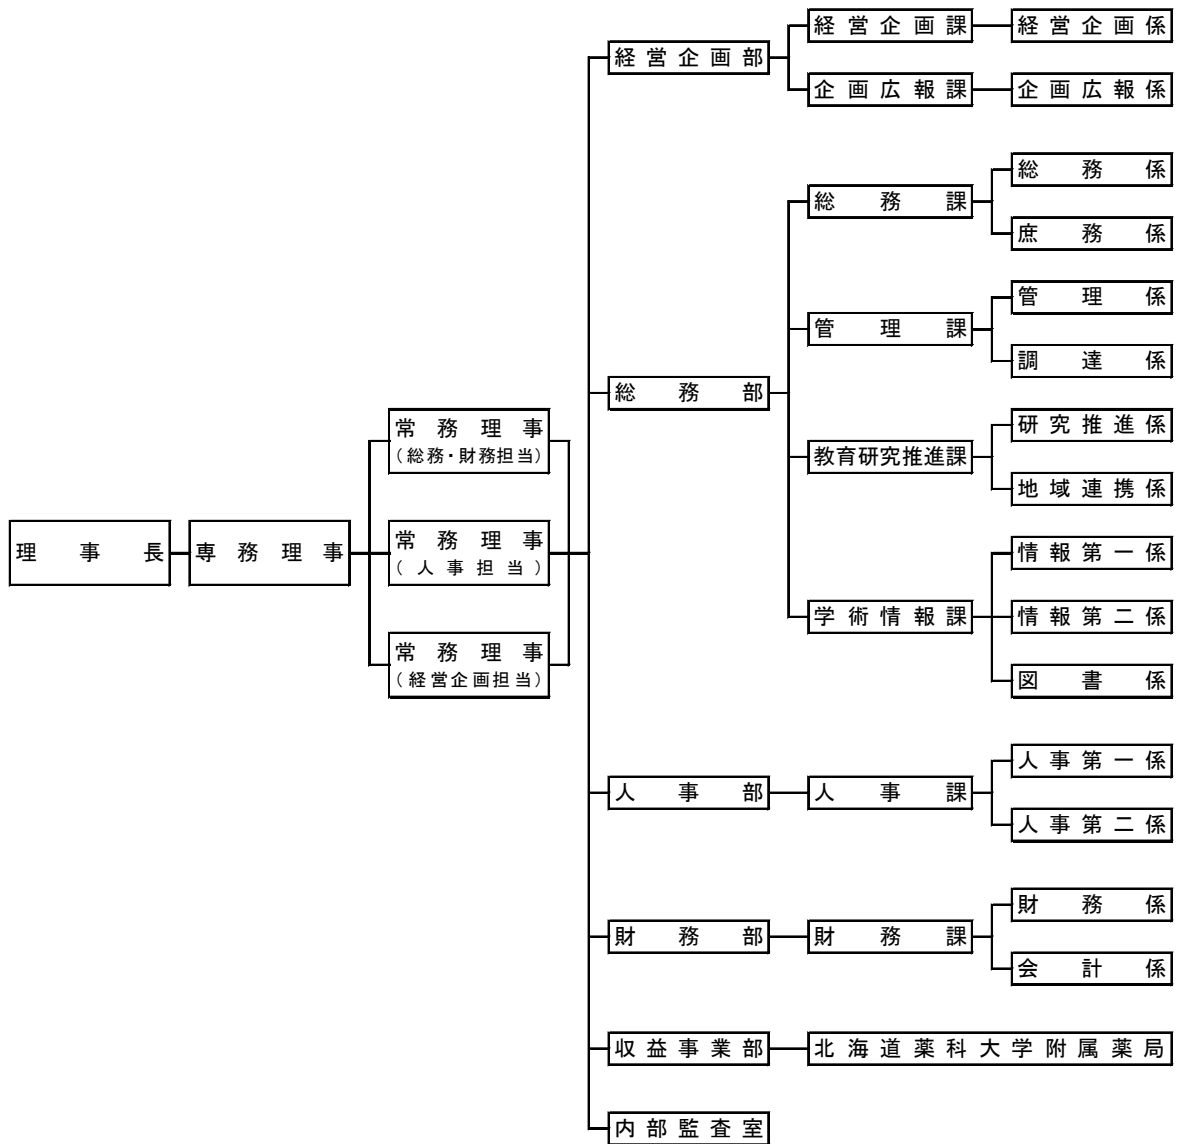 理事長
専務理事
常務理事
(総務・財務担当)
常務理事
(人事担当)
常務理事
(経営企画担当)
経営企画部
経営企画課
経営企画係
企画広報課
企画広報係
総務部
総務課
総務係
庶務係
管理課
管理係
調達係
教育研究推進課
研究推進係
地域連携係
学術情報課
情報第一係
情報第二係
図書係
人事部
人事課
人事第一係
人事第二係
財務部
財務課
財務係
会計係
収益事業部
北海道薬科大学附属薬局
内部監査室